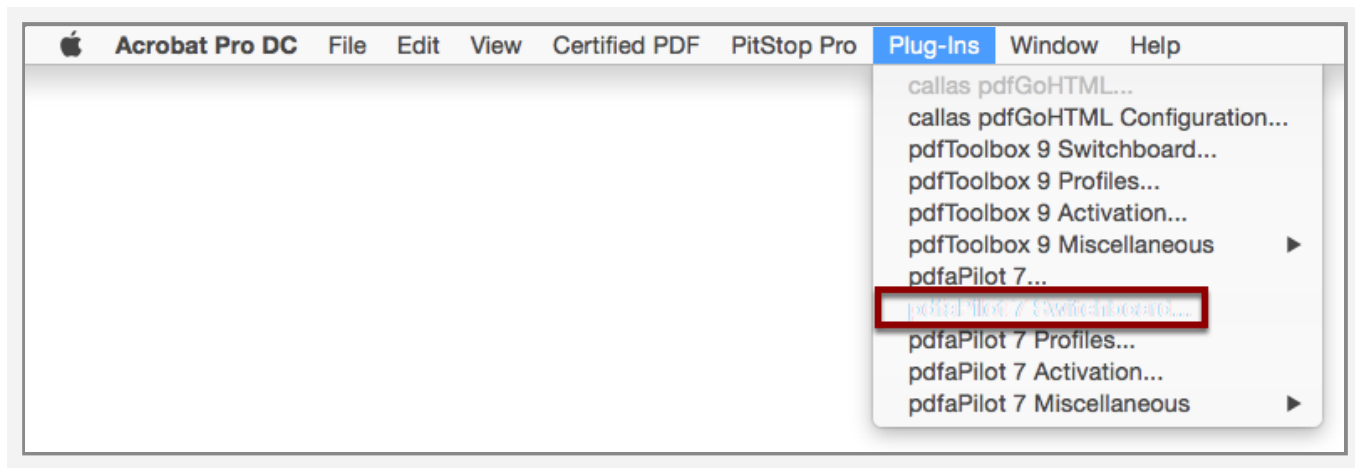 Acrobat Pro DC File Edit View Certified PDF PitStop Pro Plug-Ins Window Help
callas pdfGoHTML...
callas pdfGoHTML Configuration...
pdfToolbox 9 Switchboard...
pdfToolbox 9 Profiles...
pdfToolbox 9 Activation...
pdfToolbox 9 Miscellaneous
pdfaPilot 7...
pdfaPilot 7 Switchboard...
pdfaPilot 7 Profiles...
pdfaPilot 7 Activation...
pdfaPilot 7 Miscellaneous